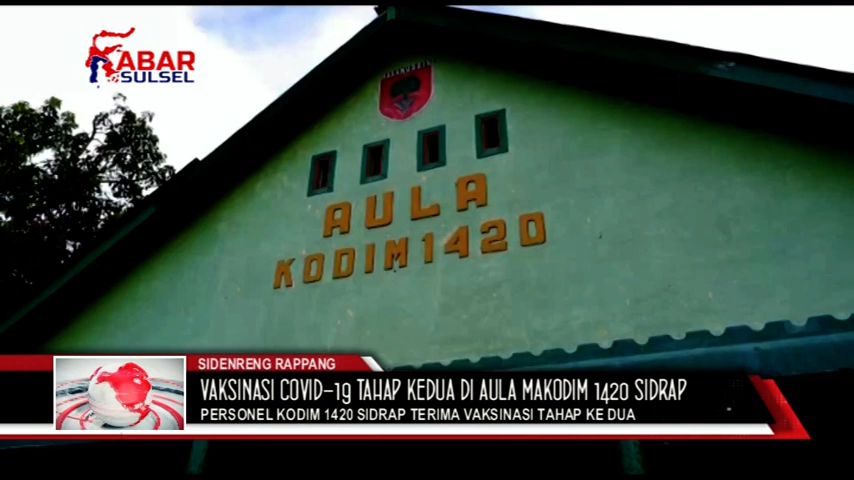 KABAR
SULSEL
AULA
KODIM 1420
SIDENRENG RAPPANG
VAKSINASI COVID-19 TAHAP KEDUA DI AULA MAKODIM 1420 SIDRAP
PERSONEL KODIM 1420 SIDRAP TERIMA VAKSINASI TAHAP KE DUA